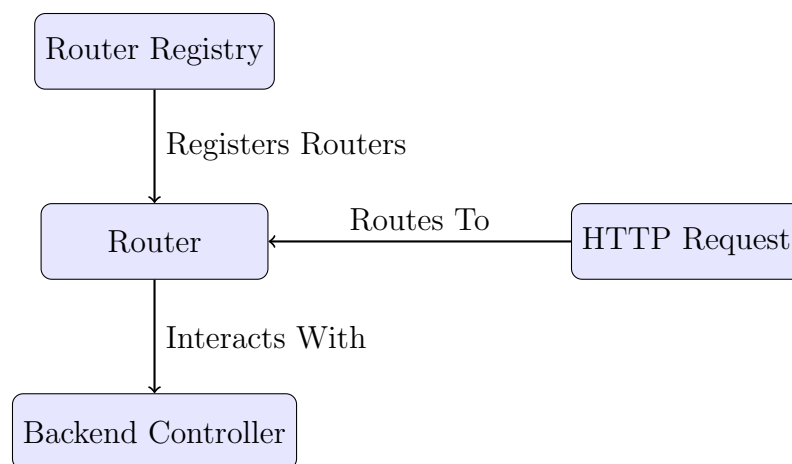 Router Registry
Registers Routers
Routes To
Router
HTTP Request
Interacts With
Backend Controller